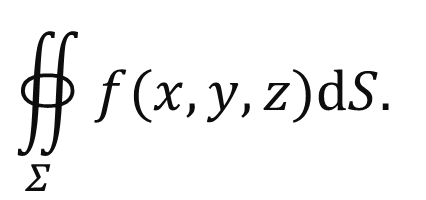 ∯ f(x, y, z)dS.
Σ